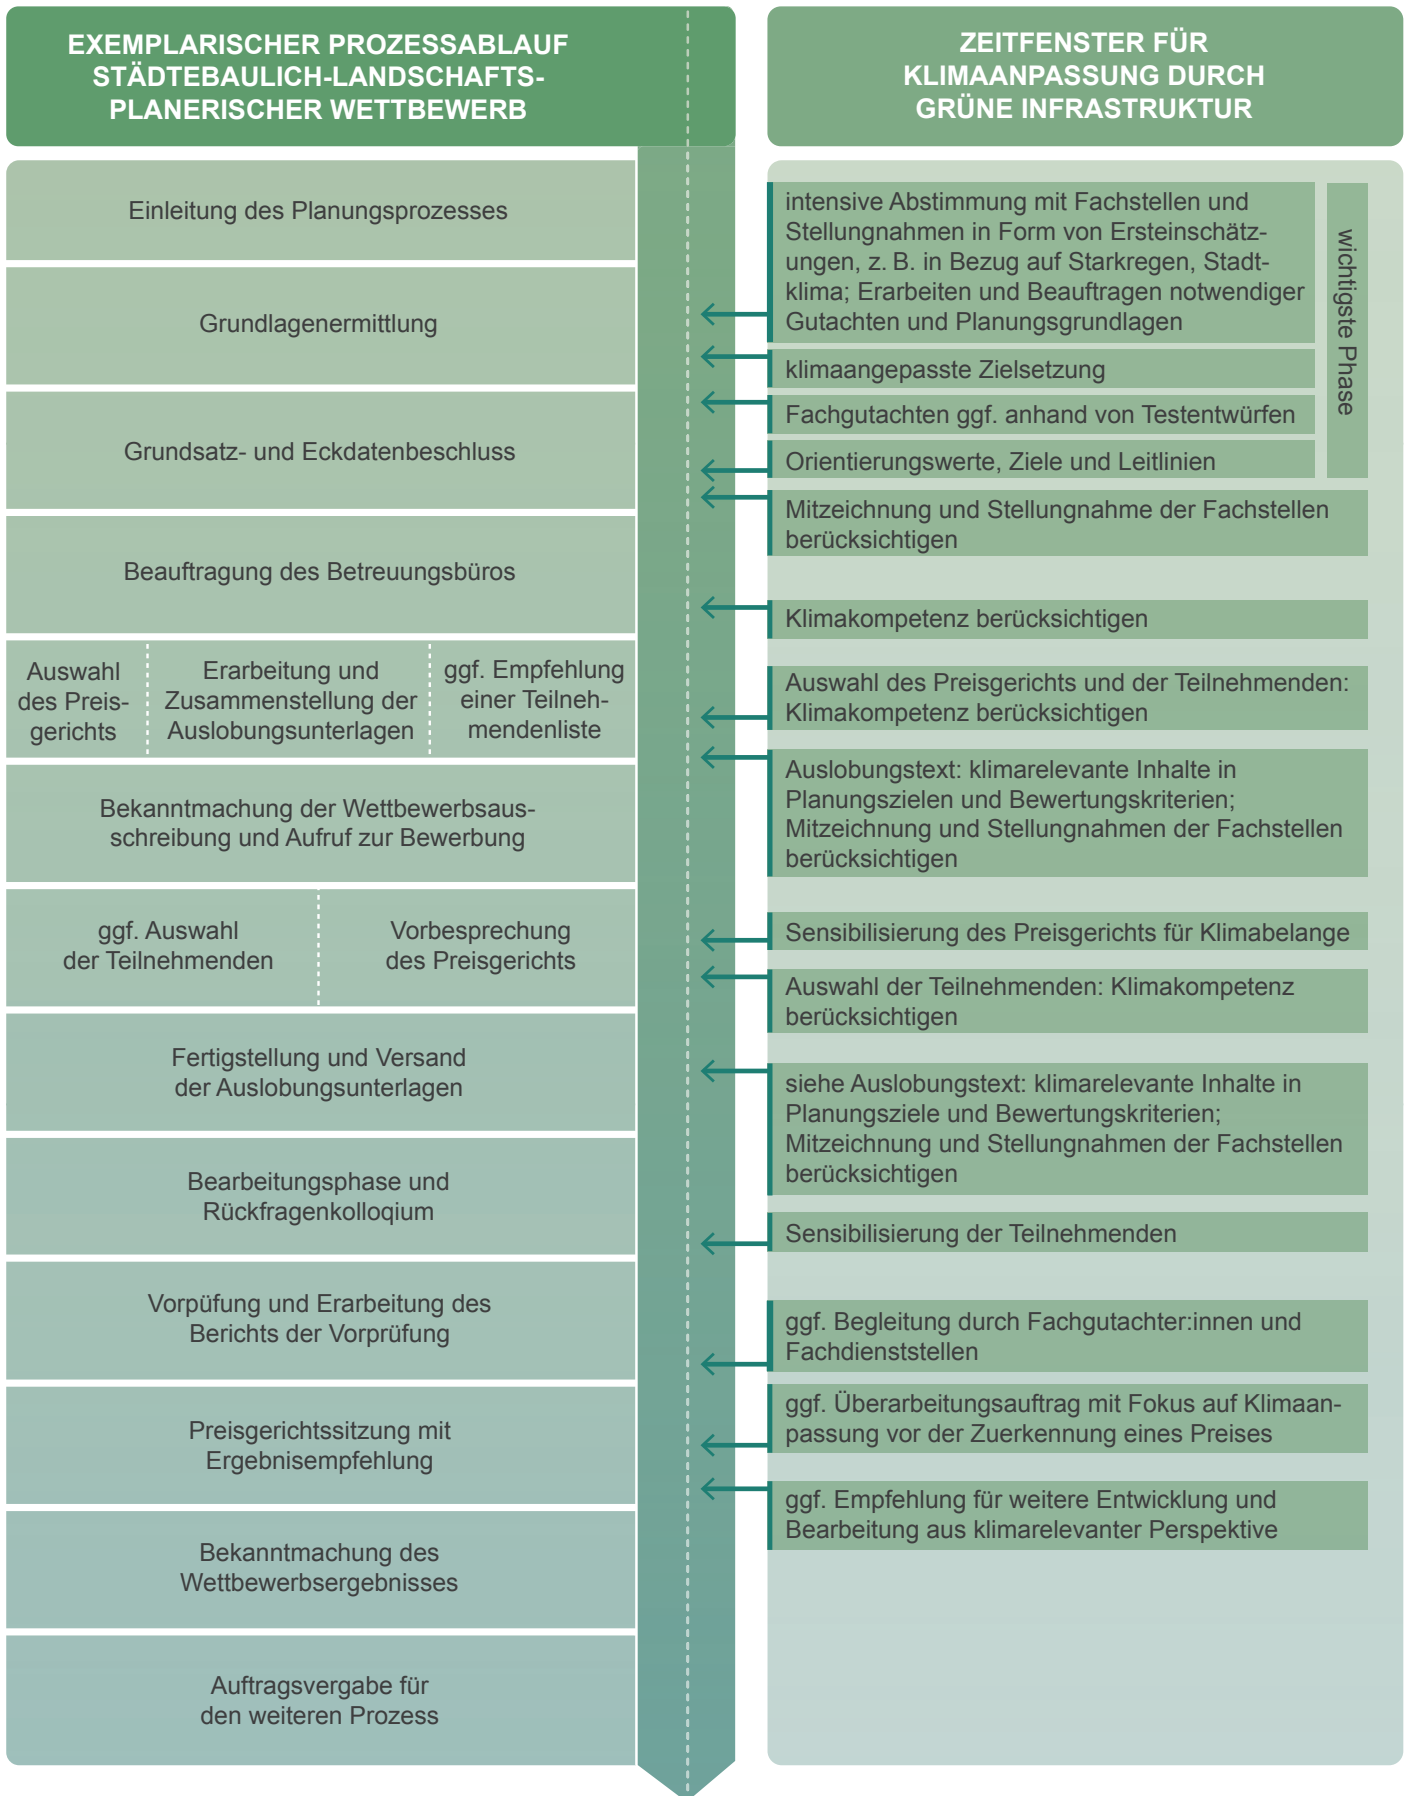 EXEMPLARISCHER PROZESSABLAUF
STÄDTEBAULICH-LANDSCHAFTS-
PLANERISCHER WETTBEWERB
Einleitung des Planungsprozesses
Grundlagenermittlung
Grundsatz- und Eckdatenbeschluss
Beauftragung des Betreuungsbüros
Auswahl
des Preis-
gerichts
Erarbeitung und
Zusammenstellung der
Auslobungsunterlagen
ggf. Empfehlung
einer Teilneh-
mendenliste
Bekanntmachung der Wettbewerbsaus-
schreibung und Aufruf zur Bewerbung
ggf. Auswahl
der Teilnehmenden
Vorbesprechung
des Preisgerichts
Fertigstellung und Versand
der Auslobungsunterlagen
Bearbeitungsphase und
Rückfragenkolloqium
Vorpüfung und Erarbeitung des
Berichts der Vorprüfung
Preisgerichtssitzung mit
Ergebnisempfehlung
Bekanntmachung des
Wettbewerbsergebnisses
Auftragsvergabe für
den weiteren Prozess
ZEITFENSTER FÜR
KLIMAANPASSUNG DURCH
GRÜNE INFRASTRUKTUR
intensive Abstimmung mit Fachstellen und
Stellungnahmen in Form von Ersteinschätz-
ungen, z. B. in Bezug auf Starkregen, Stadt-
klima; Erarbeiten und Beauftragen notwendiger
Gutachten und Planungsgrundlagen
klimaangepasste Zielsetzung
Fachgutachten ggf. anhand von Testentwürfen
Orientierungswerte, Ziele und Leitlinien
wichtigste Phase
Mitzeichnung und Stellungnahme der Fachstellen
berücksichtigen
Klimakompetenz berücksichtigen
Auswahl des Preisgerichts und der Teilnehmenden:
Klimakompetenz berücksichtigen
Auslobungstext: klimarelevante Inhalte in
Planungszielen und Bewertungskriterien;
Mitzeichnung und Stellungnahmen der Fachstellen
berücksichtigen
Sensibilisierung des Preisgerichts für Klimabelange
Auswahl der Teilnehmenden: Klimakompetenz
berücksichtigen
siehe Auslobungstext: klimarelevante Inhalte in
Planungsziele und Bewertungskriterien;
Mitzeichnung und Stellungnahmen der Fachstellen
berücksichtigen
Sensibilisierung der Teilnehmenden
ggf. Begleitung durch Fachgutachter:innen und
Fachdienststellen
ggf. Überarbeitungsauftrag mit Fokus auf Klimaan-
passung vor der Zuerkennung eines Preises
ggf. Empfehlung für weitere Entwicklung und
Bearbeitung aus klimarelevanter Perspektive